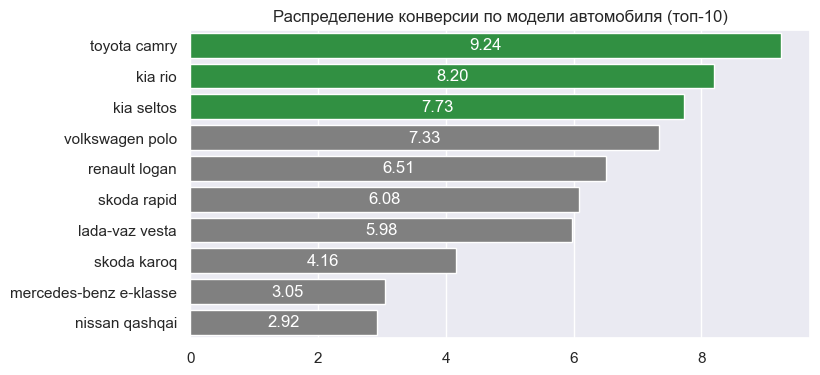 Распределение конверсии по модели автомобиля (топ-10)
toyota camry 9.24
kia rio 8.20
kia seltos 7.73
volkswagen polo 7.33
renault logan 6.51
skoda rapid 6.08
lada-vaz vesta 5.98
skoda karoq 4.16
mercedes-benz e-klasse 3.05
nissan qashqai 2.92
0 2 4 6 8